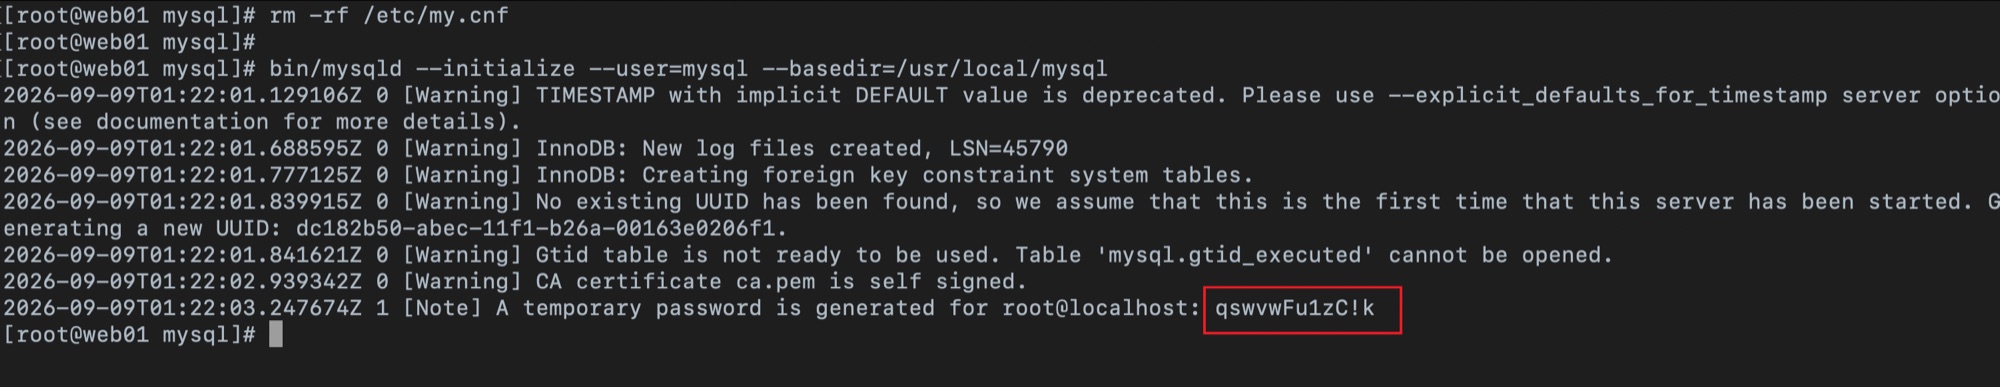 [[root@web01 mysql]# rm -rf /etc/my.cnf
[[root@web01 mysql]#
[[root@web01 mysql]# bin/mysqld --initialize --user=mysql --basedir=/usr/local/mysql
2026-09-09T01:22:01.129106Z 0 [Warning] TIMESTAMP with implicit DEFAULT value is deprecated. Please use --explicit_defaults_for_timestamp server optio
n (see documentation for more details).
2026-09-09T01:22:01.688595Z 0 [Warning] InnoDB: New log files created, LSN=45790
2026-09-09T01:22:01.777125Z 0 [Warning] InnoDB: Creating foreign key constraint system tables.
2026-09-09T01:22:01.839915Z 0 [Warning] No existing UUID has been found, so we assume that this is the first time that this server has been started. G
enerating a new UUID: dc182b50-abec-11f1-b26a-00163e0206f1.
2026-09-09T01:22:01.841621Z 0 [Warning] Gtid table is not ready to be used. Table 'mysql.gtid_executed' cannot be opened.
2026-09-09T01:22:02.939342Z 0 [Warning] CA certificate ca.pem is self signed.
2026-09-09T01:22:03.247674Z 1 [Note] A temporary password is generated for root@localhost: qswvwFu1zC!k
[root@web01 mysql]#